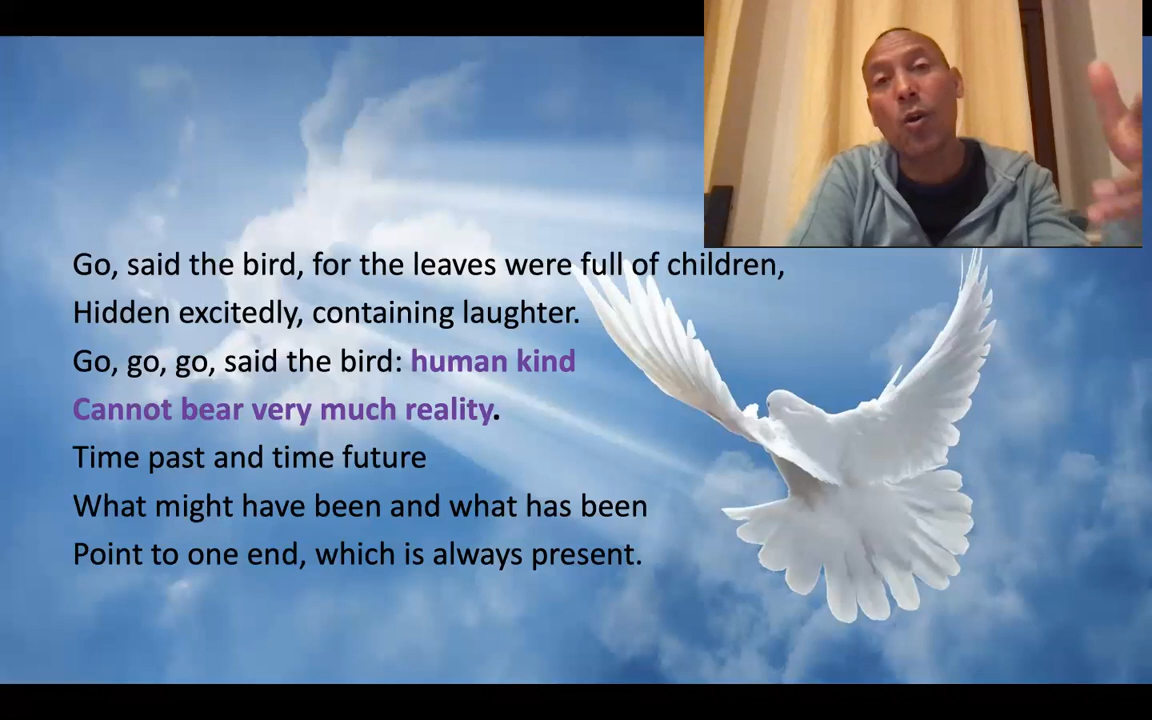 Go, said the bird, for the leaves were full of children,
Hidden excitedly, containing laughter.
Go, go, go, said the bird: human kind
Cannot bear very much reality.
Time past and time future
What might have been and what has been
Point to one end, which is always present.